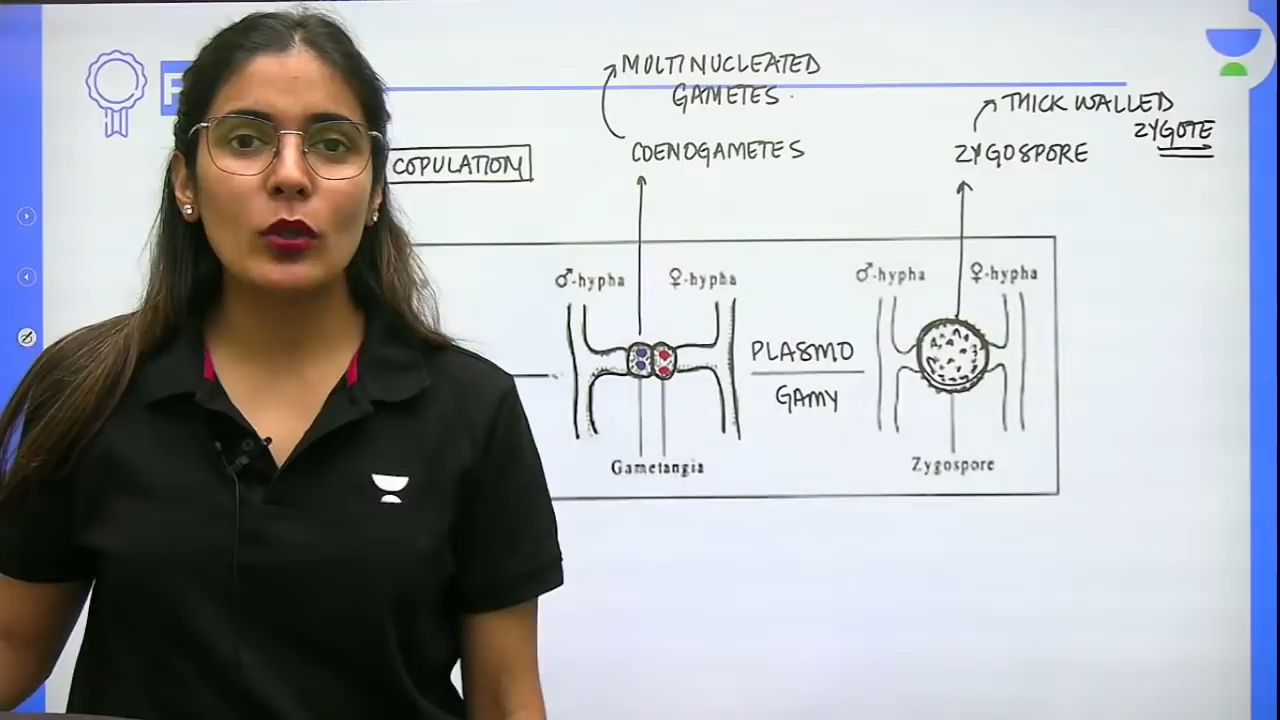 MULTINUCLEATED
GAMETES.
COENOGAMETES
THICK WALLED
ZYGOTE
ZYGOSPORE
COPULATION
♂-hypha ♀-hypha
♂-hypha ♀-hypha
PLASMO
GAMY
Gametangia
Zygospore